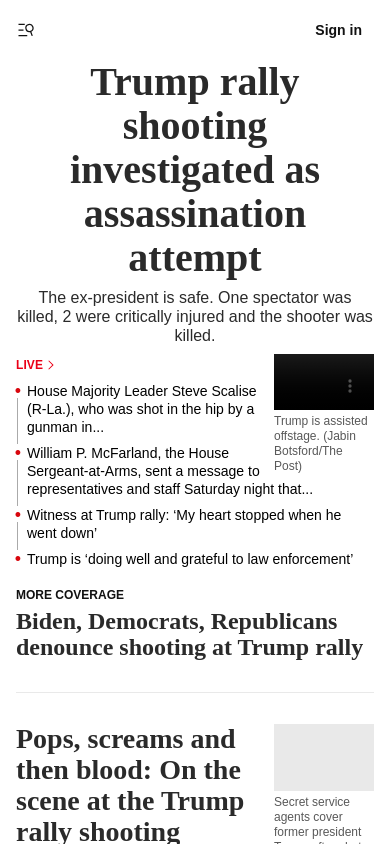 Sign in
Trump rally
shooting
investigated as
assassination
attempt
The ex-president is safe. One spectator was
killed, 2 were critically injured and the shooter was
killed.
LIVE
House Majority Leader Steve Scalise
(R-La.), who was shot in the hip by a
gunman in...
William P. McFarland, the House
Sergeant-at-Arms, sent a message to
representatives and staff Saturday night that...
Witness at Trump rally: ‘My heart stopped when he
went down’
Trump is ‘doing well and grateful to law enforcement’
Trump is assisted
offstage. (Jabin
Botsford/The
Post)
MORE COVERAGE
Biden, Democrats, Republicans
denounce shooting at Trump rally
Pops, screams and
then blood: On the
scene at the Trump
rally shooting
Secret service
agents cover
former president